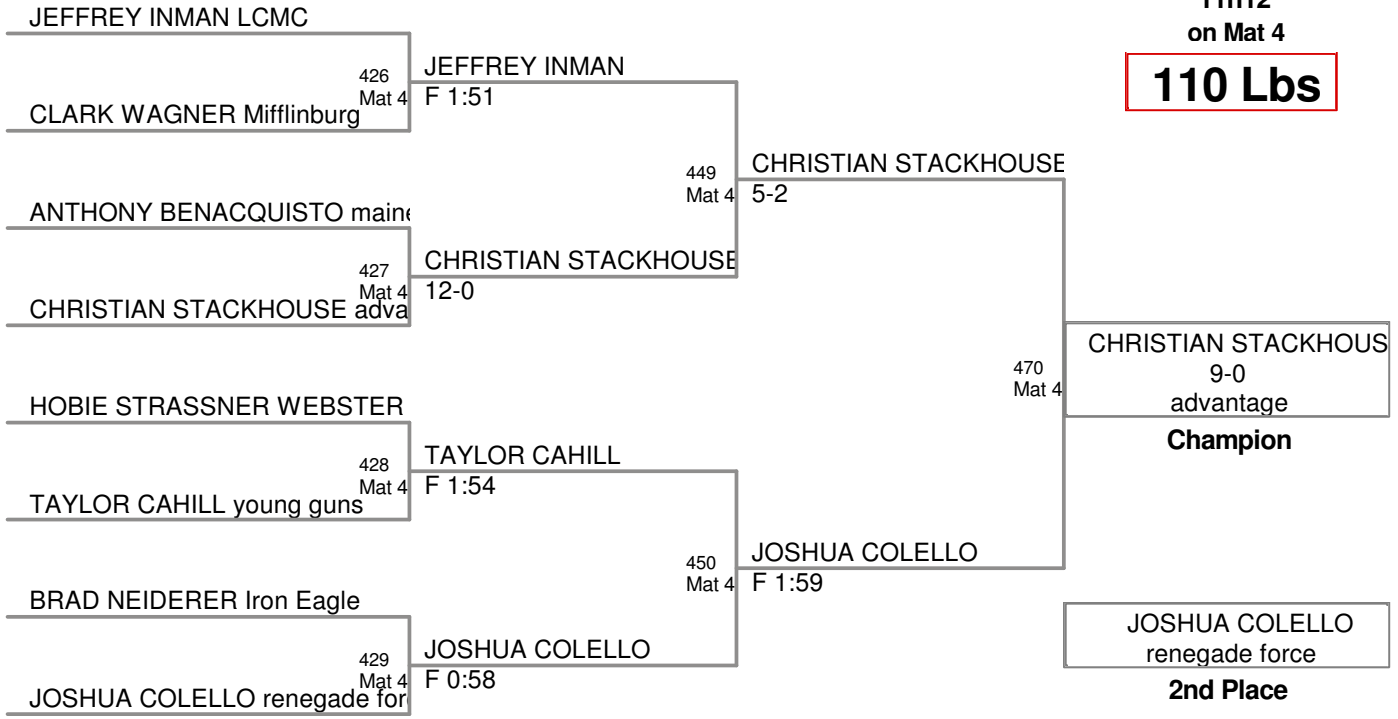 on Mat 4
110 Lbs
JEFFREY INMAN LCMC
426
Mat 4
JEFFREY INMAN
F 1:51
CLARK WAGNER Mifflinburg
449
Mat 4
CHRISTIAN STACKHOUSE
5-2
ANTHONY BENACQUISTO maine
427
Mat 4
CHRISTIAN STACKHOUSE
12-0
CHRISTIAN STACKHOUSE adva
470
Mat 4
CHRISTIAN STACKHOUS
9-0
advantage
Champion
HOBIE STRASSNER WEBSTER
428
Mat 4
TAYLOR CAHILL
F 1:54
TAYLOR CAHILL young guns
450
Mat 4
JOSHUA COLELLO
F 1:59
BRAD NEIDERER Iron Eagle
429
Mat 4
JOSHUA COLELLO
F 0:58
JOSHUA COLELLO renegade for
JOSHUA COLELLO
renegade force
2nd Place